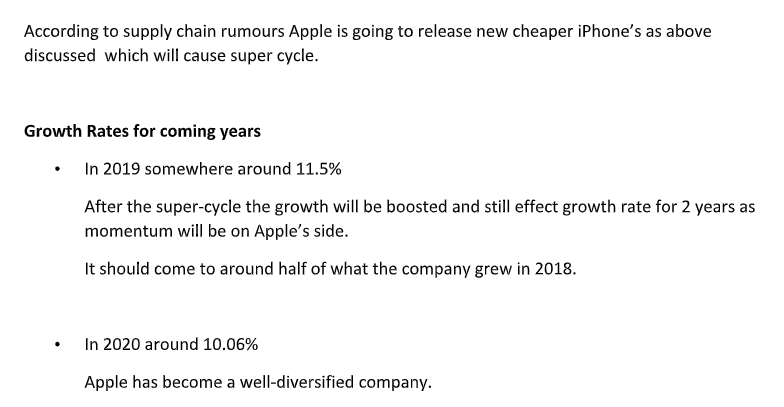 According to supply chain rumours Apple is going to release new cheaper iPhone's as above
discussed  which will cause super cycle.
Growth Rates for coming years
• In 2019 somewhere around 11.5%
After the super-cycle the growth will be boosted and still effect growth rate for 2 years as
momentum will be on Apple's side.
It should come to around half of what the company grew in 2018.
• In 2020 around 10.06%
Apple has become a well-diversified company.